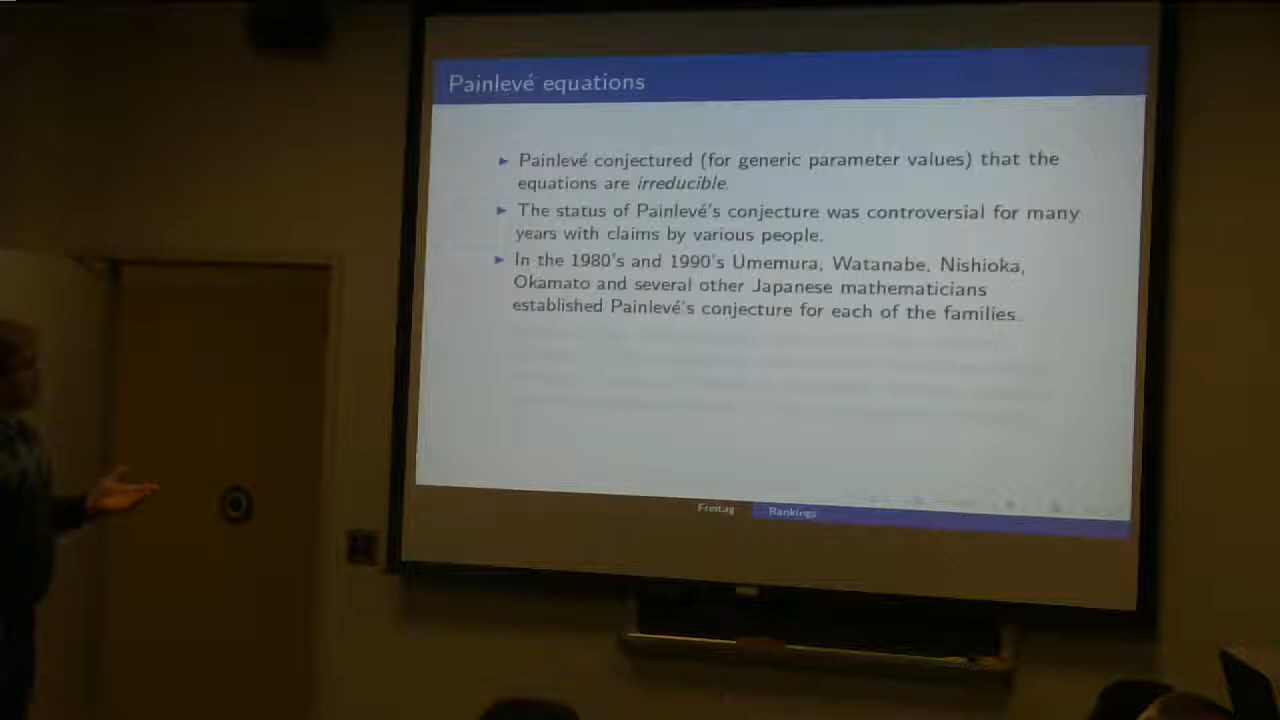 Painlevé equations
▶ Painlevé conjectured (for generic parameter values) that the
equations are irreducible.
▶ The status of Painlevé's conjecture was controversial for many
years with claims by various people.
▶ In the 1980's and 1990's Umemura, Watanabe, Nishioka,
Okamato and several other Japanese mathematicians
established Painlevé's conjecture for each of the families.
Freitag Rankings